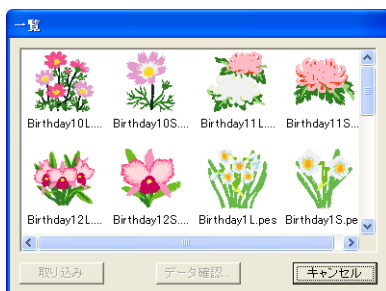 一覧
Birthday10L.... Birthday10S.... Birthday11L.... Birthday11S...
Birthday12L.... Birthday12S.... Birthday1L.pes Birthday1S.pe
取り込み データ確認... キャンセル